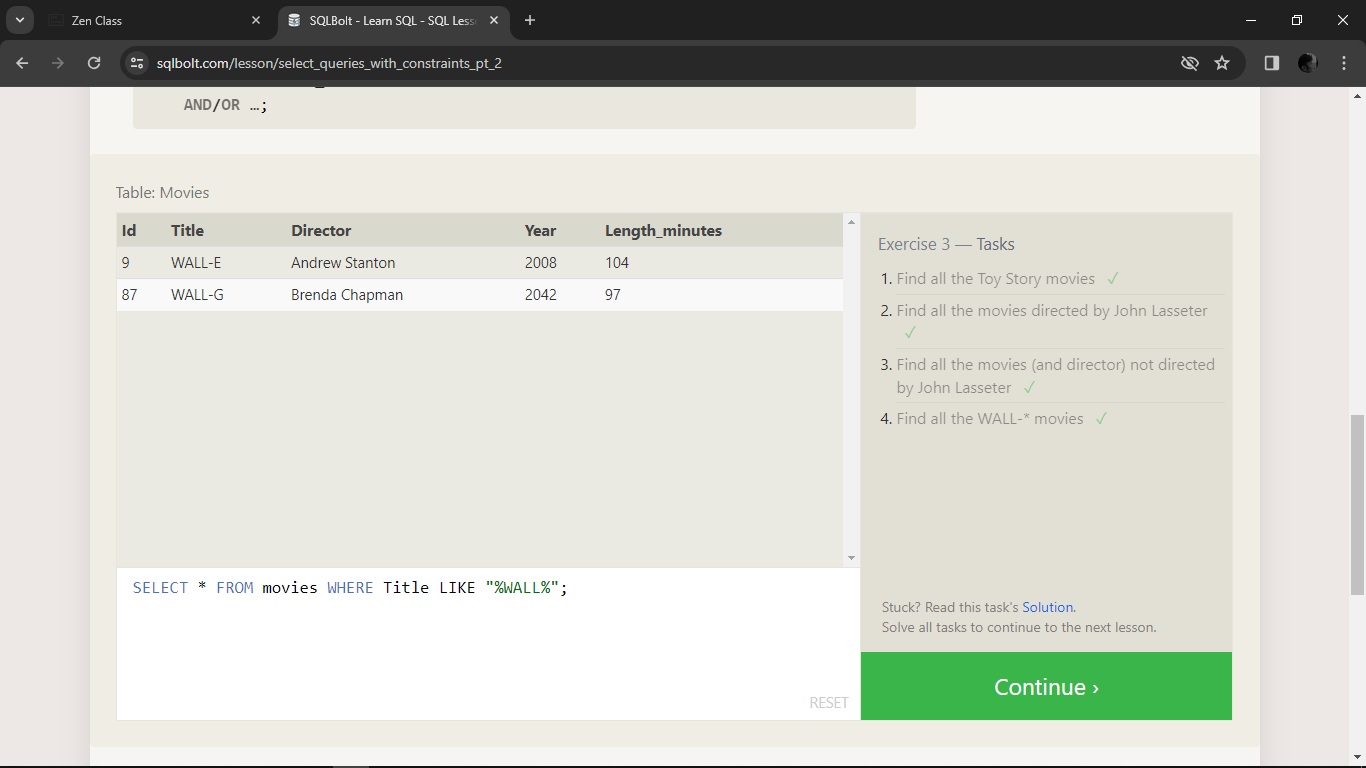 Zen Class
SQLBolt - Learn SQL - SQL Less
sqlbolt.com/lesson/select_queries_with_constraints_pt_2
AND/OR …;
Table: Movies
Id Title Director Year Length_minutes
9 WALL-E Andrew Stanton 2008 104
87 WALL-G Brenda Chapman 2042 97
SELECT * FROM movies WHERE Title LIKE "%WALL%";
RESET
Exercise 3 — Tasks
1. Find all the Toy Story movies ✓
2. Find all the movies directed by John Lasseter
✓
3. Find all the movies (and director) not directed
by John Lasseter ✓
4. Find all the WALL-* movies ✓
Stuck? Read this task's Solution.
Solve all tasks to continue to the next lesson.
Continue ›